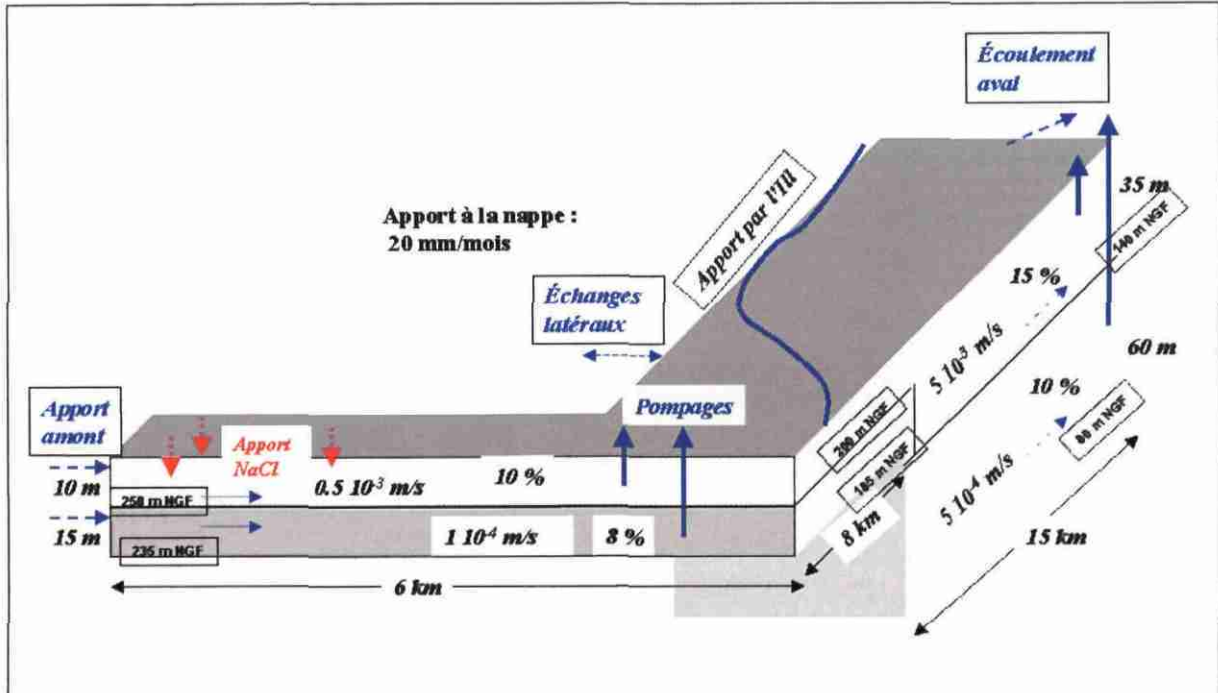 Écoulement
aval
Apport par l'Ill
Apport à la nappe :
20 mm/mois
Échanges
latéraux
35 m
140 m NGF
15 %
5 10-3 m/s
60 m
10 %
80 m NGF
5 10-4 m/s
Apport
amont
Pompages
200 m NGF
185 m NGF
Apport
NaCl
10 m
10 %
0.5 10-3 m/s
250 m NGF
15 m
1 10-4 m/s
8 %
235 m NGF
8 km
15 km
6 km